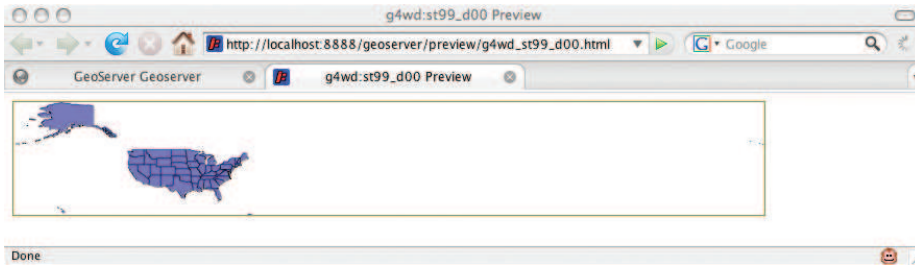 g4wd:st99_d00 Preview
http://localhost:8888/geoserver/preview/g4wd_st99_d00.html
G Google
GeoServer Geoserver
g4wd:st99_d00 Preview
Done